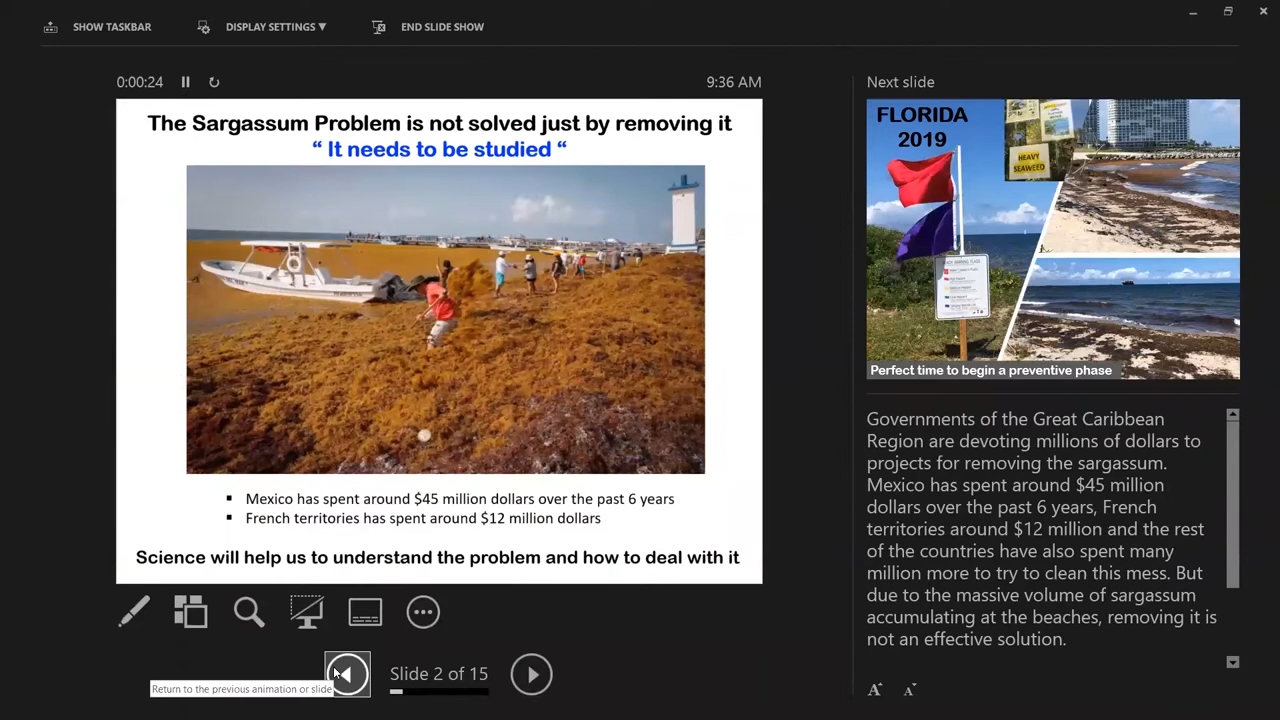 SHOW TASKBAR
DISPLAY SETTINGS ▼
END SLIDE SHOW
0:00:24
9:36 AM
The Sargassum Problem is not solved just by removing it
“ It needs to be studied “
▪ Mexico has spent around $45 million dollars over the past 6 years
▪ French territories has spent around $12 million dollars
Science will help us to understand the problem and how to deal with it
Slide 2 of 15
Return to the previous animation or slide
Next slide
FLORIDA
2019
HEAVY
SEAWEED
Perfect time to begin a preventive phase
Governments of the Great Caribbean
Region are devoting millions of dollars to
projects for removing the sargassum.
Mexico has spent around $45 million
dollars over the past 6 years, French
territories around $12 million and the rest
of the countries have also spent many
million more to try to clean this mess. But
due to the massive volume of sargassum
accumulating at the beaches, removing it is
not an effective solution.
A A